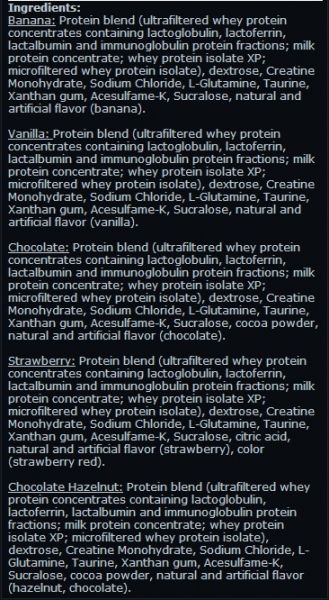 Ingredients:
Banana: Protein blend (ultrafiltered whey protein
concentrates containing lactoglobulin, lactoferrin,
lactalbumin and immunoglobulin protein fractions; milk
protein concentrate; whey protein isolate XP;
microfiltered whey protein isolate), dextrose, Creatine
Monohydrate, Sodium Chloride, L-Glutamine, Taurine,
Xanthan gum, Acesulfame-K, Sucralose, natural and
artificial flavor (banana).
Vanilla: Protein blend (ultrafiltered whey protein
concentrates containing lactoglobulin, lactoferrin,
lactalbumin and immunoglobulin protein fractions; milk
protein concentrate; whey protein isolate XP;
microfiltered whey protein isolate), dextrose, Creatine
Monohydrate, Sodium Chloride, L-Glutamine, Taurine,
Xanthan gum, Acesulfame-K, Sucralose, natural and
artificial flavor (vanilla).
Chocolate: Protein blend (ultrafiltered whey protein
concentrates containing lactoglobulin, lactoferrin,
lactalbumin and immunoglobulin protein fractions; milk
protein concentrate; whey protein isolate XP;
microfiltered whey protein isolate), dextrose, Creatine
Monohydrate, Sodium Chloride, L-Glutamine, Taurine,
Xanthan gum, Acesulfame-K, Sucralose, cocoa powder,
natural and artificial flavor (chocolate).
Strawberry: Protein blend (ultrafiltered whey protein
concentrates containing lactoglobulin, lactoferrin,
lactalbumin and immunoglobulin protein fractions; milk
protein concentrate; whey protein isolate XP;
microfiltered whey protein isolate), dextrose, Creatine
Monohydrate, Sodium Chloride, L-Glutamine, Taurine,
Xanthan gum, Acesulfame-K, Sucralose, citric acid,
natural and artificial flavor (strawberry), color
(strawberry red).
Chocolate Hazelnut: Protein blend (ultrafiltered whey
protein concentrates containing lactoglobulin,
lactoferrin, lactalbumin and immunoglobulin protein
fractions; milk protein concentrate; whey protein
isolate XP; microfiltered whey protein isolate),
dextrose, Creatine Monohydrate, Sodium Chloride, L-
Glutamine, Taurine, Xanthan gum, Acesulfame-K,
Sucralose, cocoa powder, natural and artificial flavor
(hazelnut, chocolate).